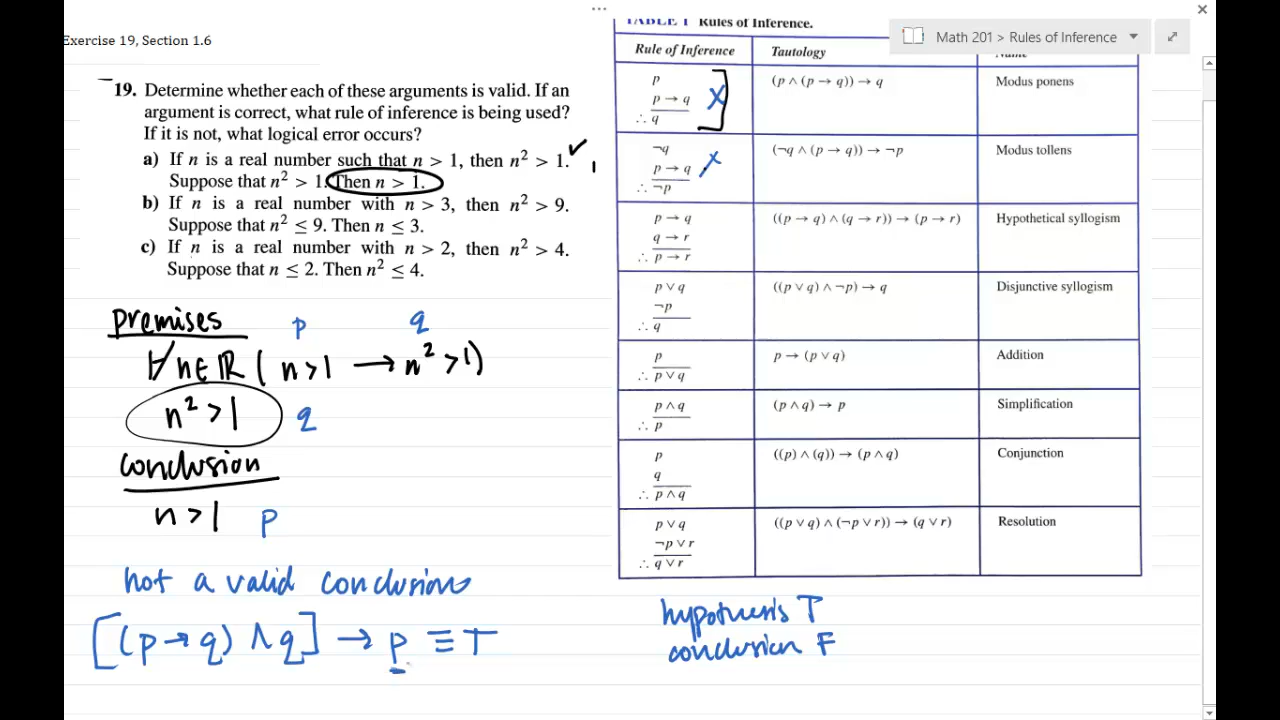 Exercise 19, Section 1.6
19. Determine whether each of these arguments is valid. If an
argument is correct, what rule of inference is being used?
If it is not, what logical error occurs?
a) If n is a real number such that n > 1, then n² > 1.
Suppose that n² > 1. Then n > 1.
b) If n is a real number with n > 3, then n² > 9.
Suppose that n² ≤ 9. Then n ≤ 3.
c) If n is a real number with n > 2, then n² > 4.
Suppose that n ≤ 2. Then n² ≤ 4.
premises p q
∀n∈ℝ (n>1 → n²>1)
n²>1 q
conclusion
n>1 p
not a valid conclusion
[(p→q) ∧q] → p ≡ T
TABLE 1 Rules of Inference.
Math 201 > Rules of Inference
Rule of Inference Tautology Name
p
p → q
∴ q
X
(p ∧ (p → q)) → q
Modus ponens
¬q
p → q
∴ ¬p
X
(¬q ∧ (p → q)) → ¬p
Modus tollens
p → q
q → r
∴ p → r
((p → q) ∧ (q → r)) → (p → r)
Hypothetical syllogism
p ∨ q
¬p
∴ q
((p ∨ q) ∧ ¬p) → q
Disjunctive syllogism
p
∴ p ∨ q
p → (p ∨ q)
Addition
p ∧ q
∴ p
(p ∧ q) → p
Simplification
p
q
∴ p ∧ q
((p) ∧ (q)) → (p ∧ q)
Conjunction
p ∨ q
¬p ∨ r
∴ q ∨ r
((p ∨ q) ∧ (¬p ∨ r)) → (q ∨ r)
Resolution
hypothesis T
conclusion F